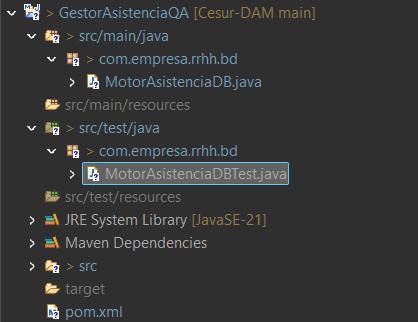 > GestorAsistenciaQA [Cesur-DAM main]
> src/main/java
> com.empresa.rrhh.bd
MotorAsistenciaDB.java
src/main/resources
> src/test/java
> com.empresa.rrhh.bd
MotorAsistenciaDBTest.java
src/test/resources
JRE System Library [JavaSE-21]
Maven Dependencies
> src
target
pom.xml